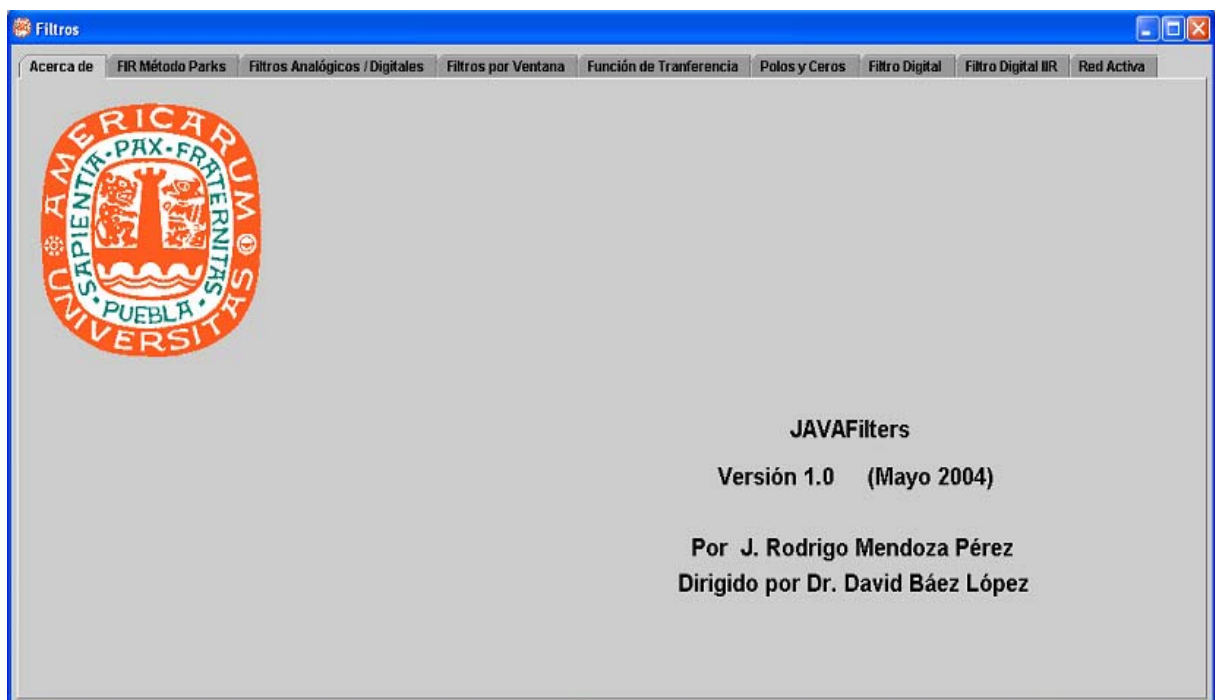 Filtros
Acerca de FIR Método Parks Filtros Analógicos / Digitales Filtros por Ventana Función de Tranferencia Polos y Ceros Filtro Digital Filtro Digital IIR Red Activa
UNIVERSITAS AMERICARUM
SAPIENTIA · PAX · FRATERNITAS
· PUEBLA ·
JAVAFilters
Versión 1.0 (Mayo 2004)
Por J. Rodrigo Mendoza Pérez
Dirigido por Dr. David Báez López